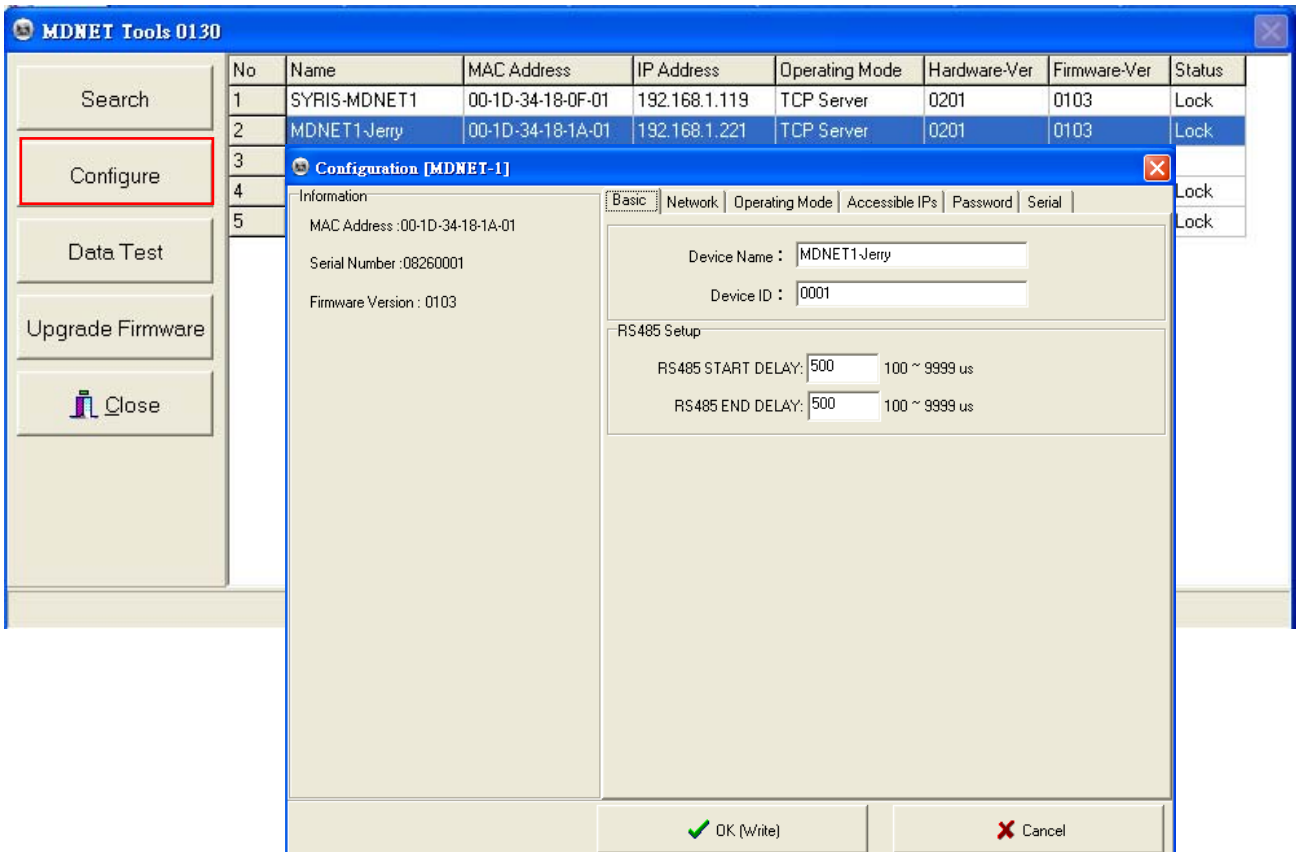 MDNET Tools 0130
Search
Configure
Data Test
Upgrade Firmware
Close
No Name MAC Address IP Address Operating Mode Hardware-Ver Firmware-Ver Status
1 SYRIS-MDNET1 00-1D-34-18-0F-01 192.168.1.119 TCP Server 0201 0103 Lock
2 MDNET1-Jerry 00-1D-34-18-1A-01 192.168.1.221 TCP Server 0201 0103 Lock
3
4 Lock
5 Lock
Configuration [MDNET-1]
Information
MAC Address :00-1D-34-18-1A-01
Serial Number :08260001
Firmware Version : 0103
Basic Network Operating Mode Accessible IPs Password Serial
Device Name : MDNET1-Jerry
Device ID : 0001
RS485 Setup
RS485 START DELAY: 500 100 ~ 9999 us
RS485 END DELAY: 500 100 ~ 9999 us
OK (Write) Cancel